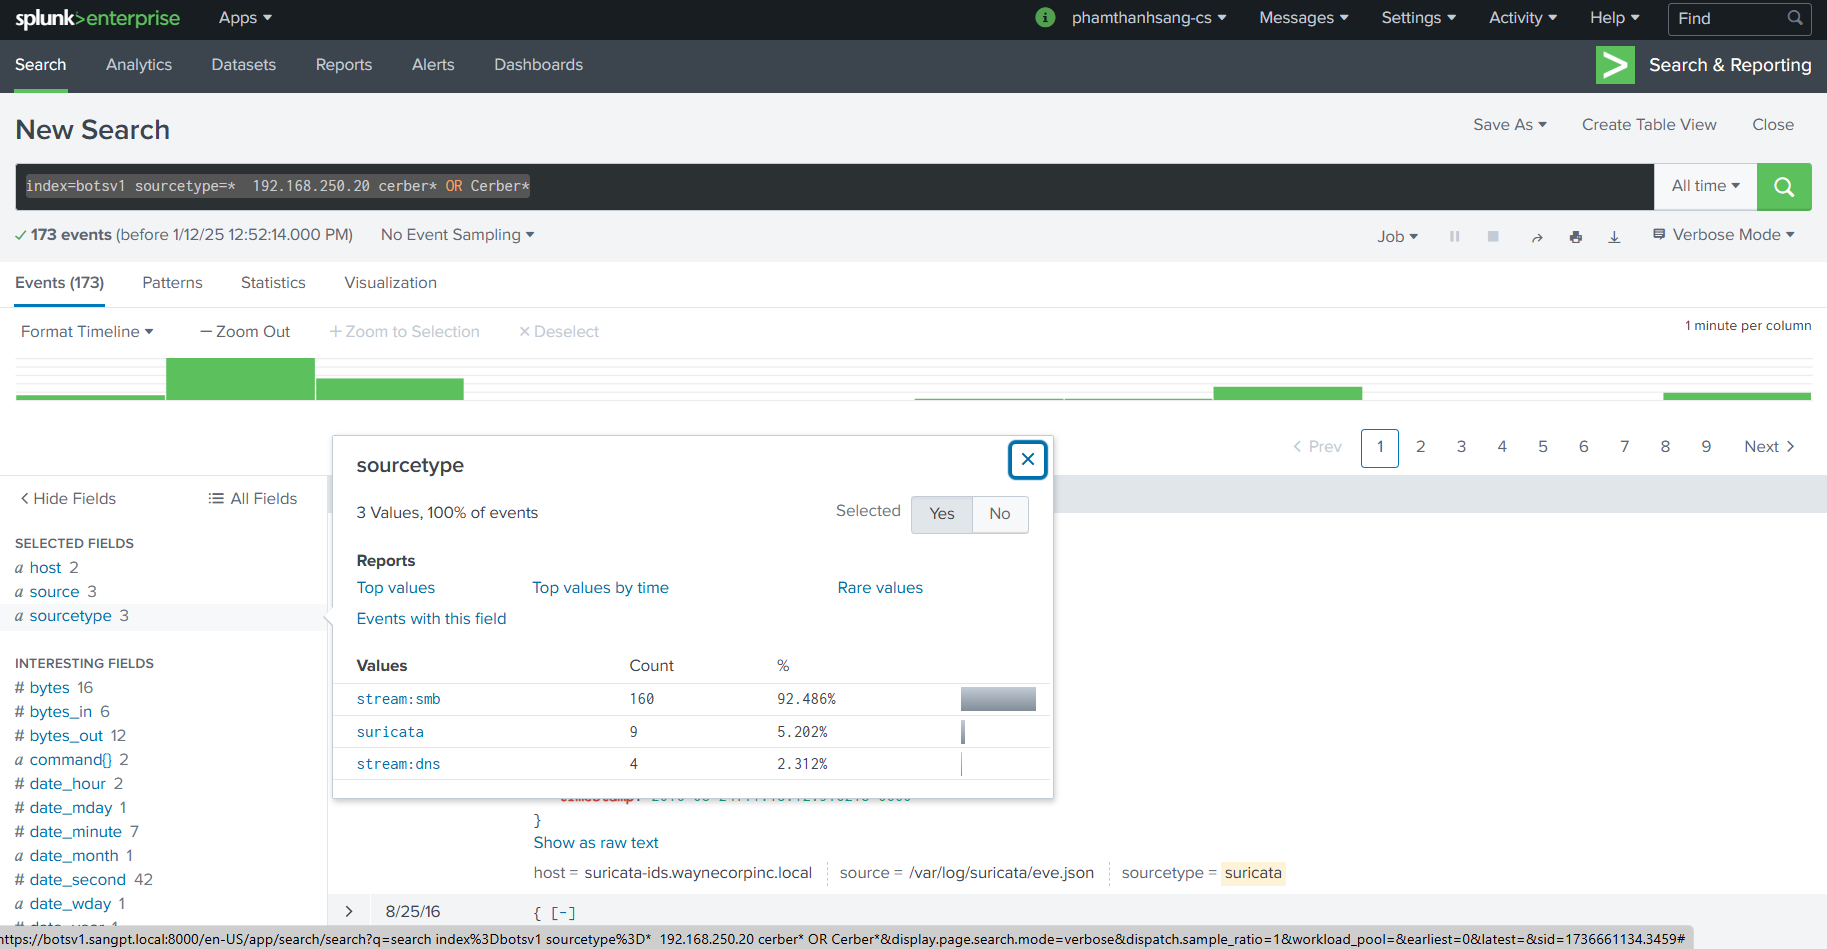 splunk>enterprise Apps phamthanhsang-cs Messages Settings Activity Help Find
Search Analytics Datasets Reports Alerts Dashboards Search & Reporting
New Search Save As Create Table View Close
index=botsv1 sourcetype=*  192.168.250.20 cerber* OR Cerber* All time
173 events (before 1/12/25 12:52:14.000 PM) No Event Sampling Job Verbose Mode
Events (173) Patterns Statistics Visualization
Format Timeline Zoom Out Zoom to Selection Deselect 1 minute per column
Prev 1 2 3 4 5 6 7 8 9 Next
Hide Fields All Fields
SELECTED FIELDS
a host 2
a source 3
a sourcetype 3
INTERESTING FIELDS
# bytes 16
# bytes_in 6
# bytes_out 12
a command{} 2
# date_hour 2
# date_mday 1
# date_minute 7
a date_month 1
# date_second 42
a date_wday 1
sourcetype
3 Values, 100% of events Selected Yes No
Reports
Top values Top values by time Rare values
Events with this field
Values Count %
stream:smb 160 92.486%
suricata 9 5.202%
stream:dns 4 2.312%
}
Show as raw text
host = suricata-ids.waynecorpinc.local source = /var/log/suricata/eve.json sourcetype = suricata
8/25/16 { [-]
https://botsv1.sangpt.local:8000/en-US/app/search/search?q=search index%3Dbotsv1 sourcetype%3D*  192.168.250.20 cerber* OR Cerber*&display.page.search.mode=verbose&dispatch.sample_ratio=1&workload_pool=&earliest=0&latest=&sid=1736661134.3459#